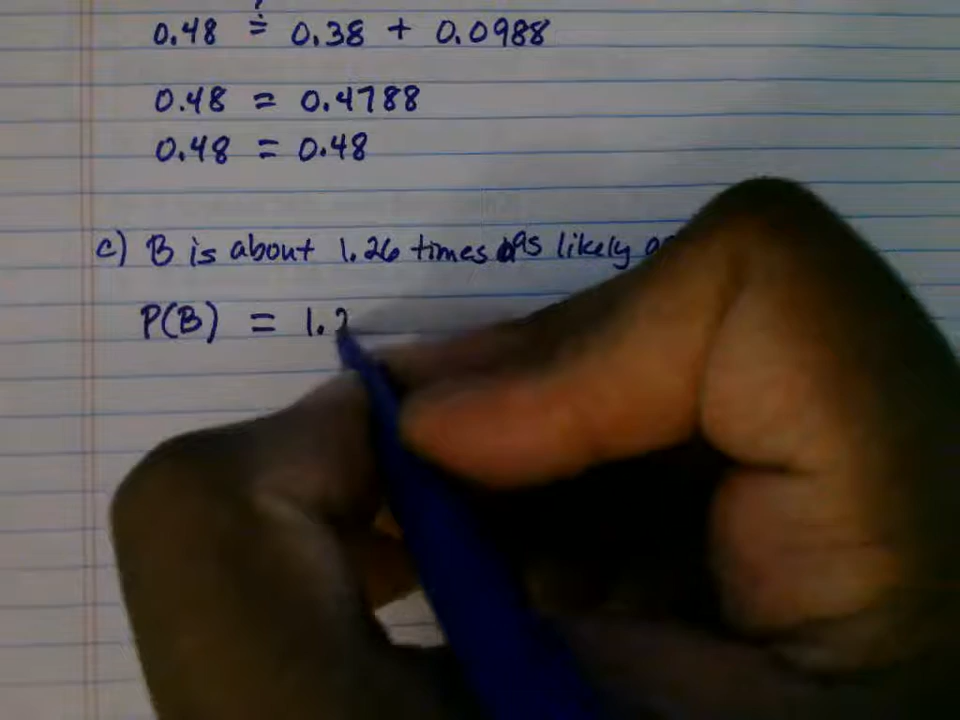 0.48 ≟ 0.38 + 0.0988
0.48 = 0.4788
0.48 = 0.48
c) B is about 1.26 times as likely
P(B) = 1.2